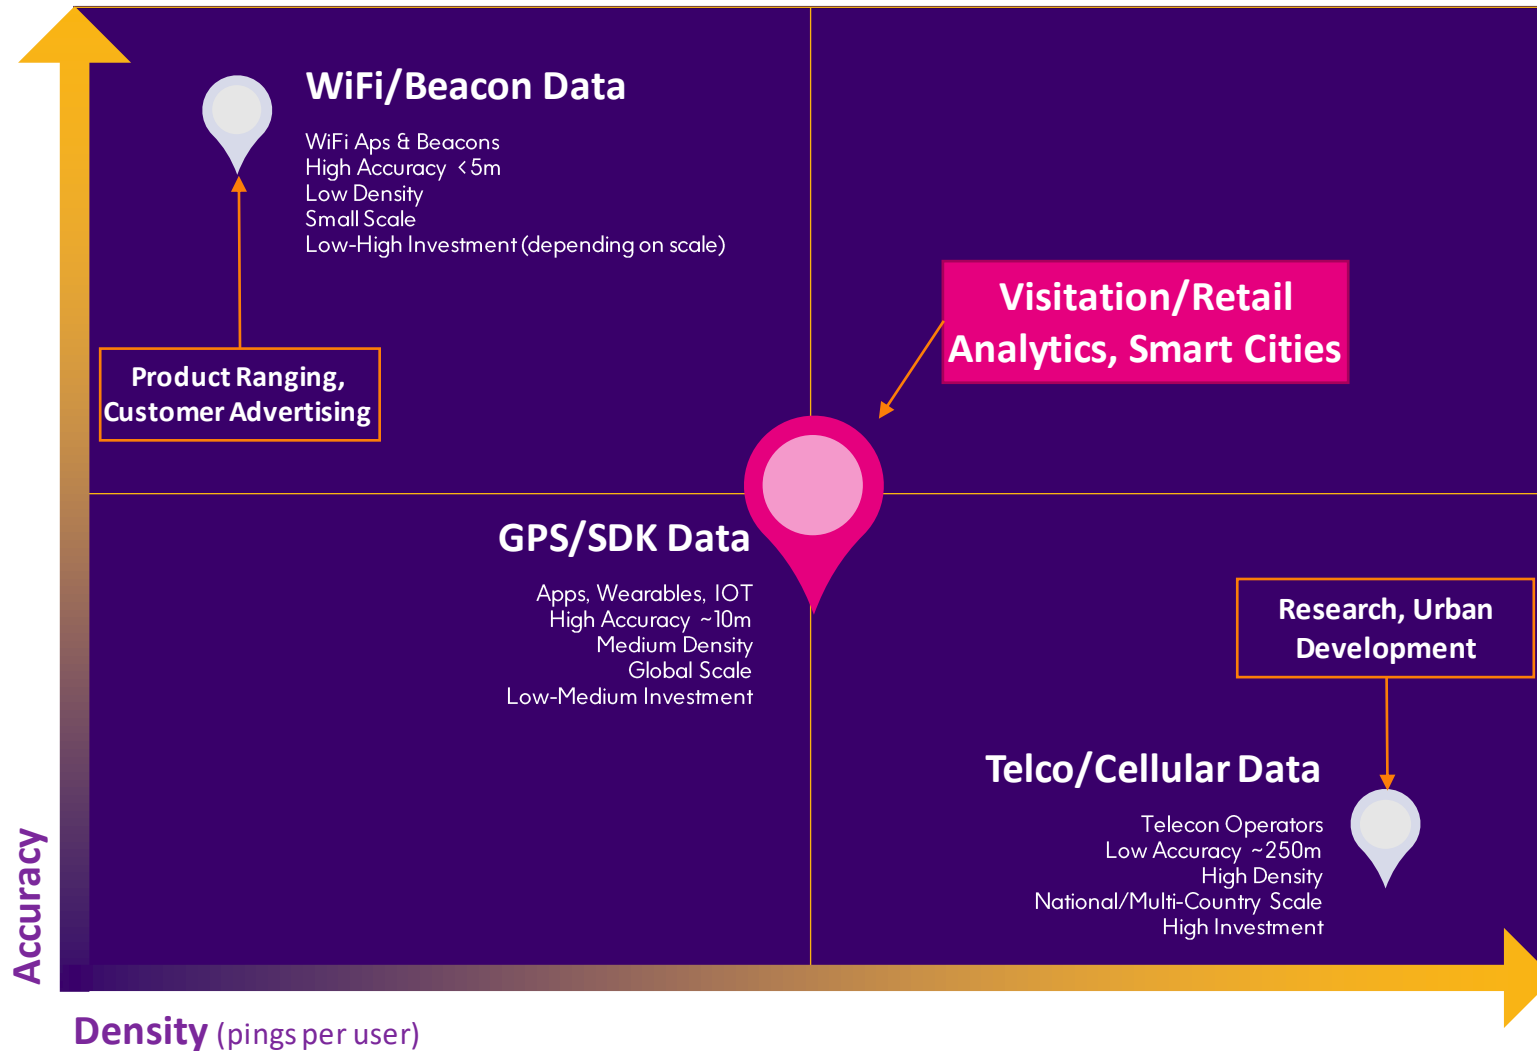 WiFi/Beacon Data
WiFi Aps & Beacons
High Accuracy <5m
Low Density
Small Scale
Low-High Investment (depending on scale)
Product Ranging,
Customer Advertising
Visitation/Retail
Analytics, Smart Cities
GPS/SDK Data
Apps, Wearables, IOT
High Accuracy ~10m
Medium Density
Global Scale
Low-Medium Investment
Research, Urban
Development
Telco/Cellular Data
Telecon Operators
Low Accuracy ~250m
High Density
National/Multi-Country Scale
High Investment
Accuracy
Density (pings per user)